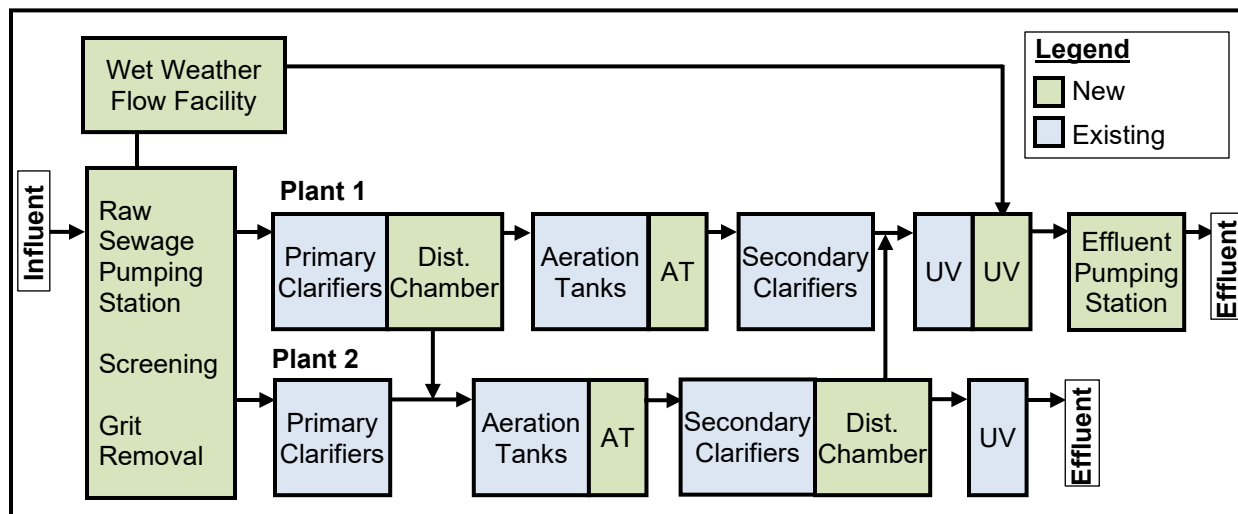 Wet Weather
Flow Facility
Legend
New
Existing
Influent
Raw
Sewage
Pumping
Station
Screening
Grit
Removal
Plant 1
Primary
Clarifiers
Dist.
Chamber
Aeration
Tanks
AT
Secondary
Clarifiers
UV
UV
Effluent
Pumping
Station
Effluent
Plant 2
Primary
Clarifiers
Aeration
Tanks
AT
Secondary
Clarifiers
Dist.
Chamber
UV
Effluent